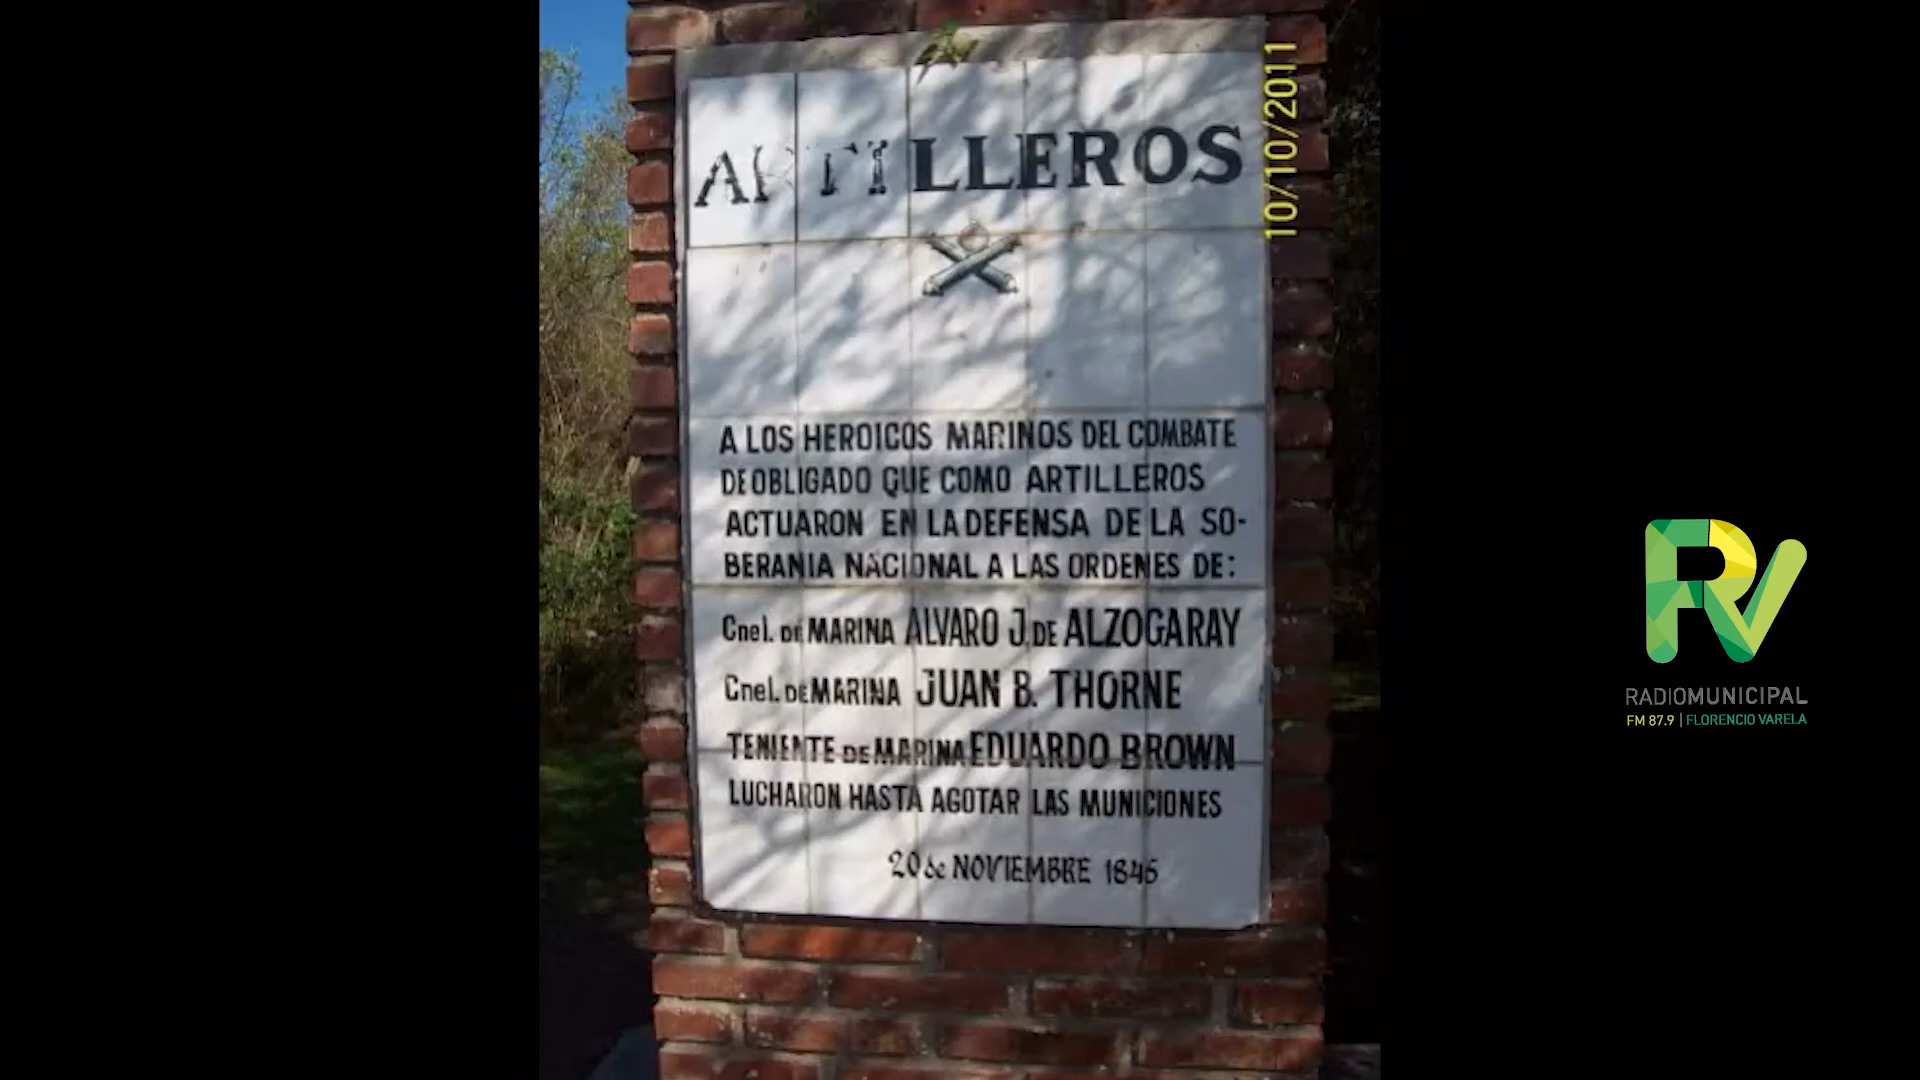 ARTILLEROS
A LOS HEROICOS MARINOS DEL COMBATE
DE OBLIGADO QUE COMO ARTILLEROS
ACTUARON EN LA DEFENSA DE LA SO-
BERANIA NACIONAL A LAS ORDENES DE:
Cnel. DE MARINA ALVARO J. DE ALZOGARAY
Cnel. DE MARINA JUAN B. THORNE
TENIENTE DE MARINA EDUARDO BROWN
LUCHARON HASTA AGOTAR LAS MUNICIONES
20 de NOVIEMBRE 1845
10/10/2011
RV
RADIOMUNICIPAL
FM 87.9 | FLORENCIO VARELA